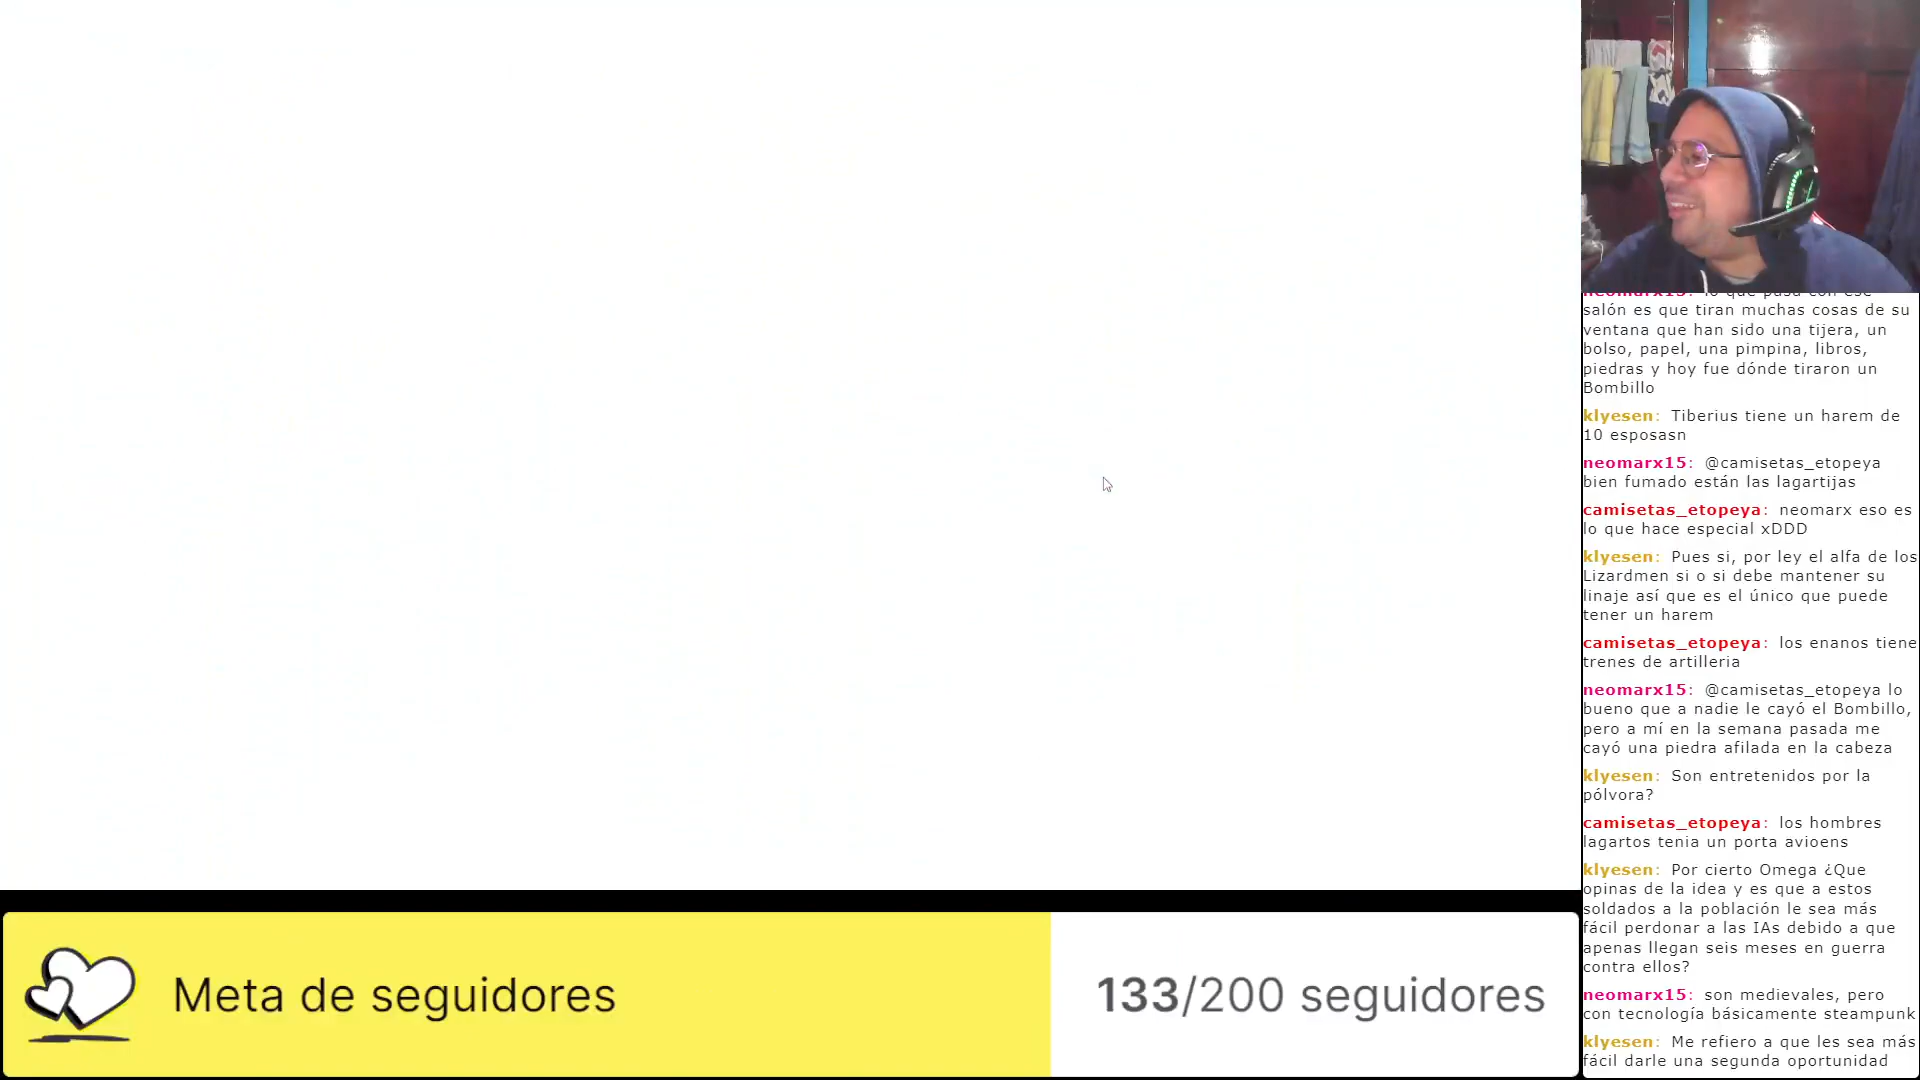 neomarx15: lo que pasa con ese
salón es que tiran muchas cosas de su
ventana que han sido una tijera, un
bolso, papel, una pimpina, libros,
piedras y hoy fue dónde tiraron un
Bombillo
klyesen: Tiberius tiene un harem de
10 esposasn
neomarx15: @camisetas_etopeya
bien fumado están las lagartijas
camisetas_etopeya: neomarx eso es
lo que hace especial xDDD
klyesen: Pues si, por ley el alfa de los
Lizardmen si o si debe mantener su
linaje así que es el único que puede
tener un harem
camisetas_etopeya: los enanos tiene
trenes de artilleria
neomarx15: @camisetas_etopeya lo
bueno que a nadie le cayó el Bombillo,
pero a mí en la semana pasada me
cayó una piedra afilada en la cabeza
klyesen: Son entretenidos por la
pólvora?
camisetas_etopeya: los hombres
lagartos tenia un porta avioens
klyesen: Por cierto Omega ¿Que
opinas de la idea y es que a estos
soldados a la población le sea más
fácil perdonar a las IAs debido a que
apenas llegan seis meses en guerra
contra ellos?
neomarx15: son medievales, pero
con tecnología básicamente steampunk
klyesen: Me refiero a que les sea más
fácil darle una segunda oportunidad
Meta de seguidores
133/200 seguidores